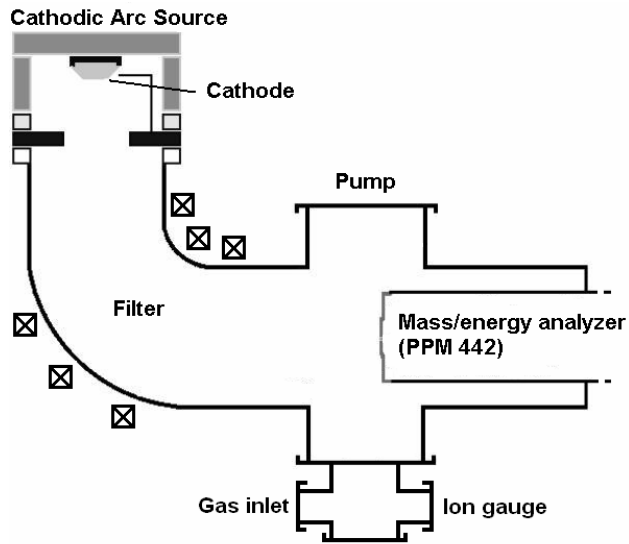 Cathodic Arc Source
Cathode
Pump
Filter
Mass/energy analyzer
(PPM 442)
Gas inlet
Ion gauge